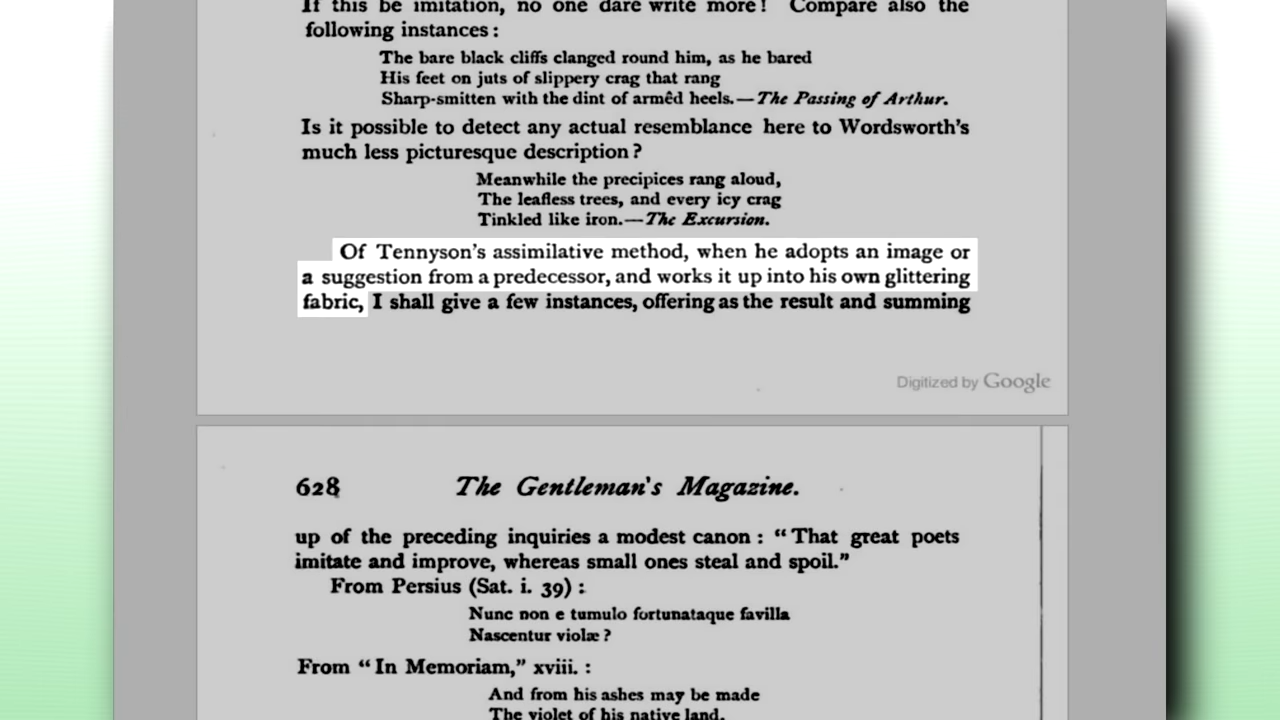 If this be imitation, no one dare write more! Compare also the
following instances:
The bare black cliffs clanged round him, as he bared
His feet on juts of slippery crag that rang
Sharp-smitten with the dint of armêd heels.—The Passing of Arthur.
Is it possible to detect any actual resemblance here to Wordsworth's
much less picturesque description?
Meanwhile the precipices rang aloud,
The leafless trees, and every icy crag
Tinkled like iron.—The Excursion.
Of Tennyson's assimilative method, when he adopts an image or
a suggestion from a predecessor, and works it up into his own glittering
fabric, I shall give a few instances, offering as the result and summing
Digitized by Google
628 The Gentleman's Magazine.
up of the preceding inquiries a modest canon: "That great poets
imitate and improve, whereas small ones steal and spoil."
From Persius (Sat. i. 39):
Nunc non e tumulo fortunataque favilla
Nascentur violæ?
From "In Memoriam," xviii.:
And from his ashes may be made
The violet of his native land.